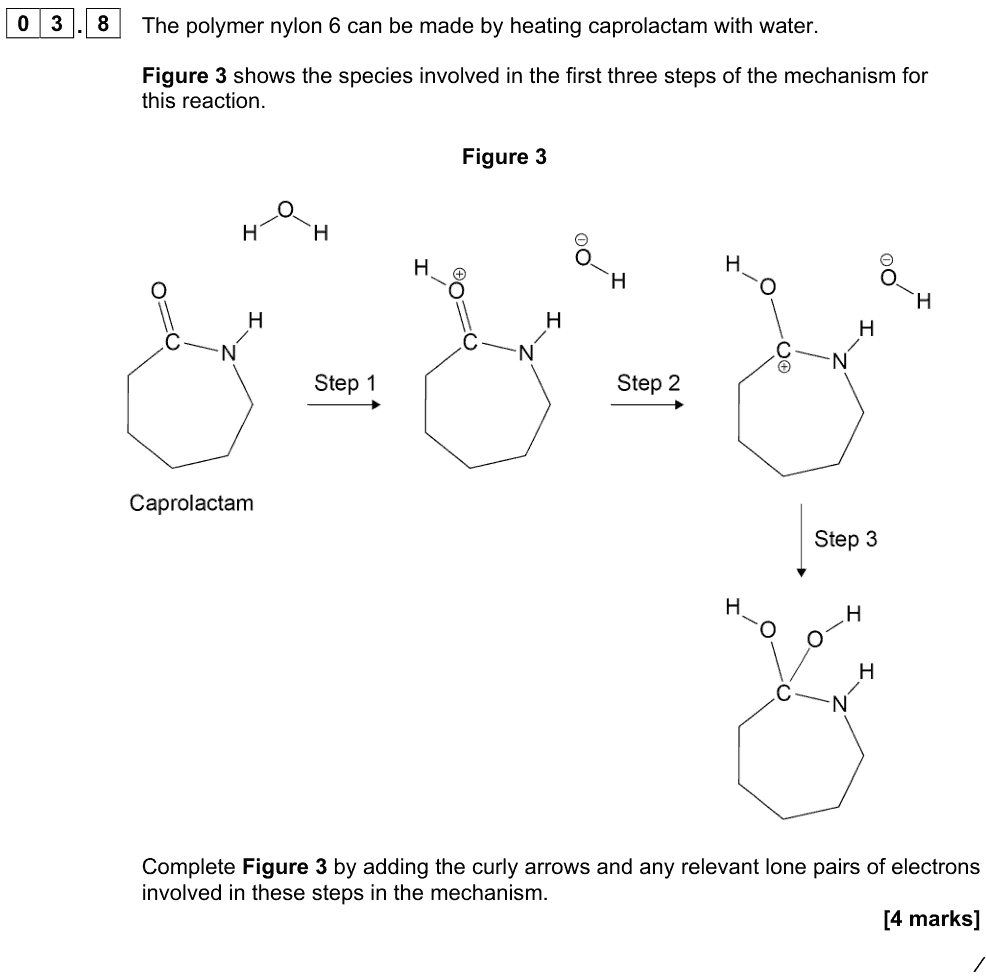 0 3 . 8 The polymer nylon 6 can be made by heating caprolactam with water.
Figure 3 shows the species involved in the first three steps of the mechanism for
this reaction.
Figure 3
H O H
O C N H
Caprolactam
Step 1
H O ⊕ C N H
⊖ O H
Step 2
H O C ⊕ N H
⊖ O H
Step 3
H O O H C N H
Complete Figure 3 by adding the curly arrows and any relevant lone pairs of electrons
involved in these steps in the mechanism.
[4 marks]